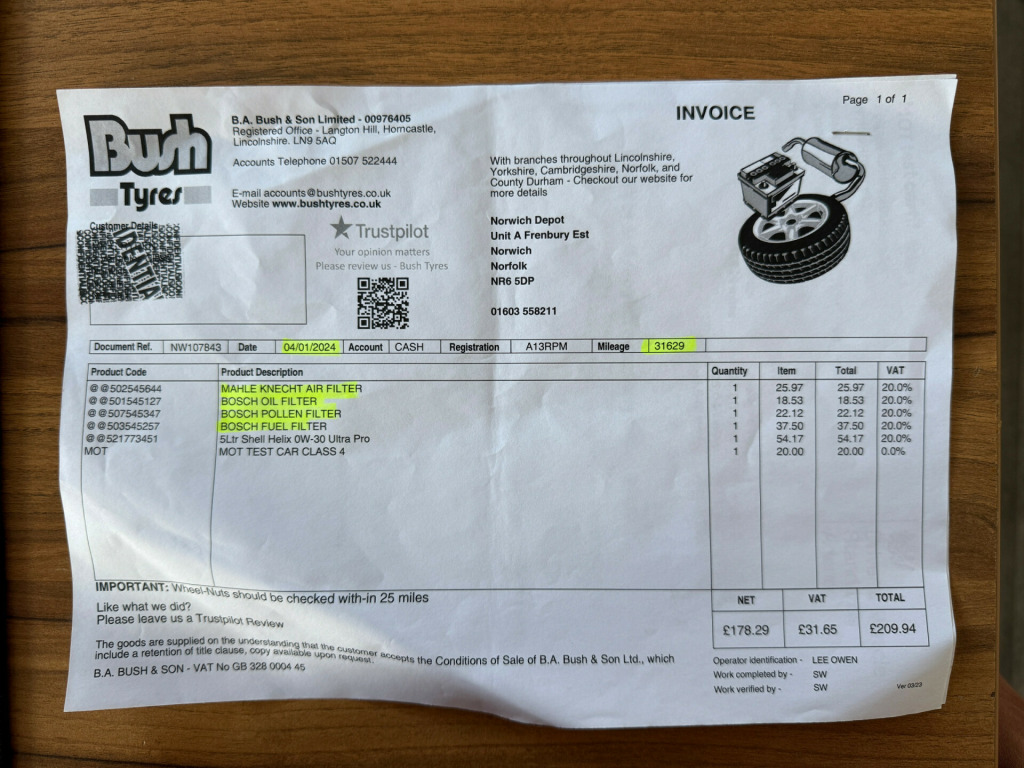 INVOICE
Page 1 of 1
Bush
Tyres
B.A. Bush & Son Limited - 00976405
Registered Office - Langton Hill, Horncastle,
Lincolnshire. LN9 5AQ
Accounts Telephone 01507 522444
E-mail accounts@bushtyres.co.uk
Website www.bushtyres.co.uk
With branches throughout Lincolnshire,
Yorkshire, Cambridgeshire, Norfolk, and
County Durham - Checkout our website for
more details
Norwich Depot
Unit A Frenbury Est
Norwich
Norfolk
NR6 5DP
01603 558211
Customer Details
DENTIA
Trustpilot
Your opinion matters
Please review us - Bush Tyres
Document Ref. NW107843 Date 04/01/2024 Account CASH Registration A13RPM Mileage 31629
Product Code Product Description Quantity Item Total VAT
@@502545644 MAHLE KNECHT AIR FILTER 1 25.97 25.97 20.0%
@@501545127 BOSCH OIL FILTER 1 18.53 18.53 20.0%
@@507545347 BOSCH POLLEN FILTER 1 22.12 22.12 20.0%
@@503545257 BOSCH FUEL FILTER 1 37.50 37.50 20.0%
@@521773451 5Ltr Shell Helix 0W-30 Ultra Pro 1 54.17 54.17 20.0%
MOT MOT TEST CAR CLASS 4 1 20.00 20.00 0.0%
IMPORTANT: Wheel-Nuts should be checked with-in 25 miles
Like what we did?
Please leave us a Trustpilot Review
The goods are supplied on the understanding that the customer accepts the Conditions of Sale of B.A. Bush & Son Ltd., which
include a retention of title clause, copy available upon request.
B.A. BUSH & SON - VAT No GB 328 0004 45
NET VAT TOTAL
£178.29 £31.65 £209.94
Operator identification - LEE OWEN
Work completed by - SW
Work verified by - SW
Ver 03/23